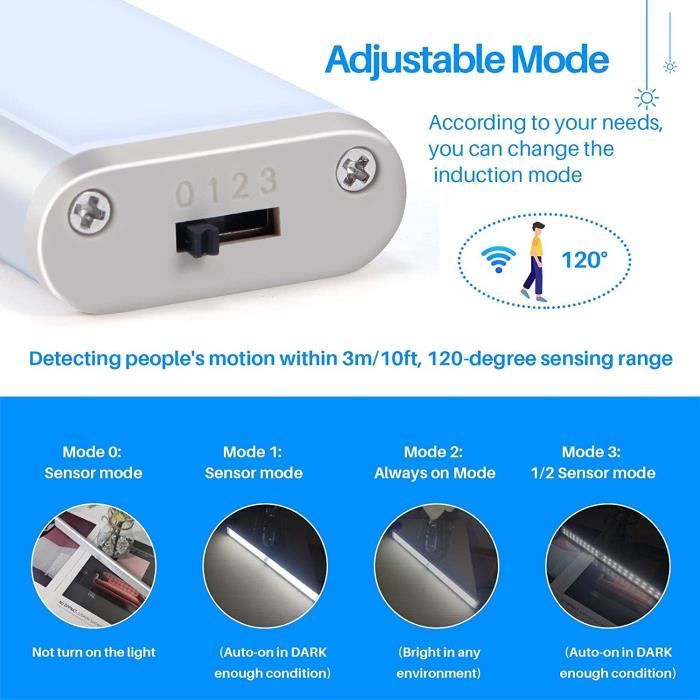 Adjustable Mode
According to your needs,
you can change the
induction mode
0 1 2 3
120°
Detecting people's motion within 3m/10ft, 120-degree sensing range
Mode 0:
Sensor mode
Mode 1:
Sensor mode
Mode 2:
Always on Mode
Mode 3:
1/2 Sensor mode
Not turn on the light
(Auto-on in DARK
enough condition)
(Bright in any
environment)
(Auto-on in DARK
enough condition)